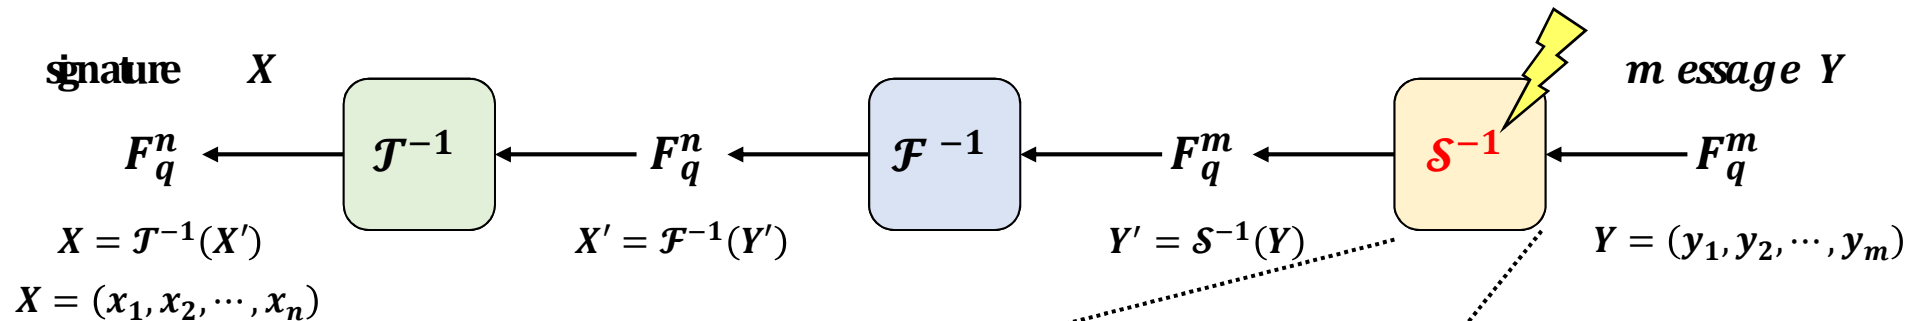 signature X
message Y
F_q^n
𝒯^{-1}
F_q^n
ℱ^{-1}
F_q^m
𝒮^{-1}
F_q^m
X = 𝒯^{-1}(X′)
X′ = ℱ^{-1}(Y′)
Y′ = 𝒮^{-1}(Y)
Y = (y_1, y_2, ⋯, y_m)
X = (x_1, x_2, ⋯, x_n)